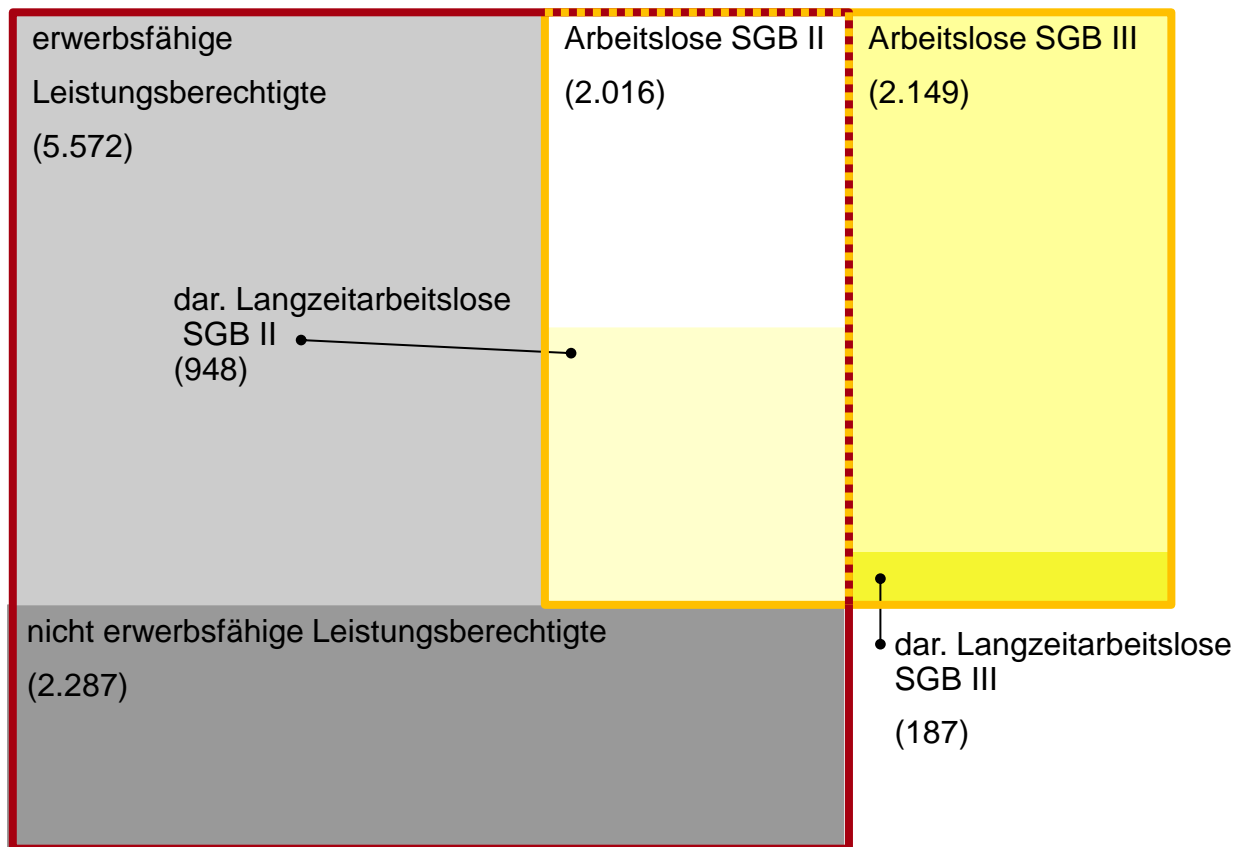 erwerbsfähige
Leistungsberechtigte
(5.572)
Arbeitslose SGB II
(2.016)
Arbeitslose SGB III
(2.149)
dar. Langzeitarbeitslose
SGB II
(948)
nicht erwerbsfähige Leistungsberechtigte
(2.287)
dar. Langzeitarbeitslose
SGB III
(187)